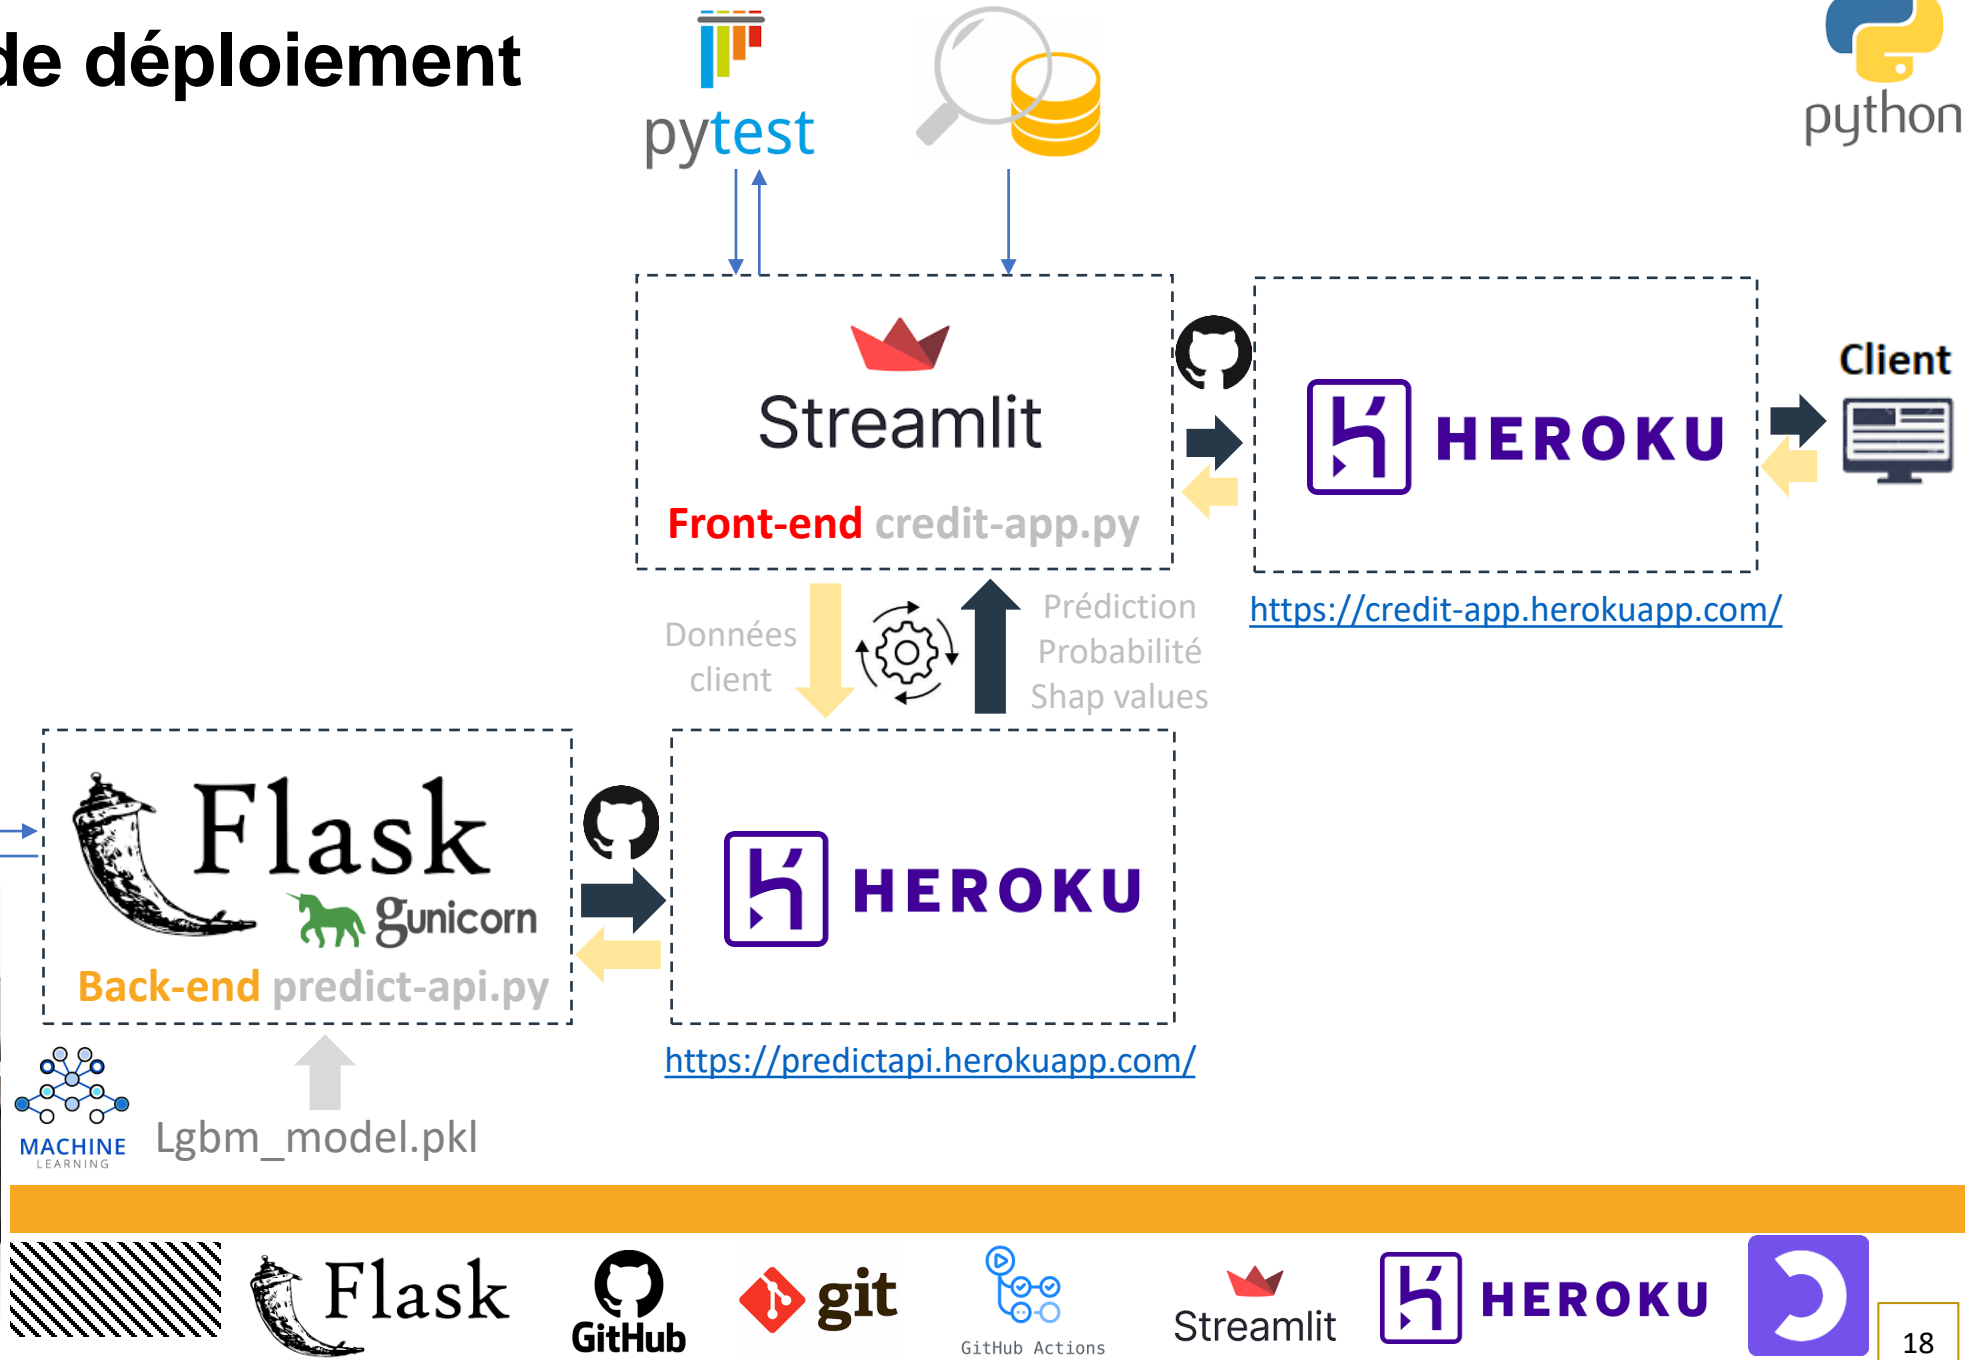 de déploiement
pytest
python
Streamlit
Front-end credit-app.py
HEROKU
Client
https://credit-app.herokuapp.com/
Données
client
Prédiction
Probabilité
Shap values
Flask
gunicorn
Back-end predict-api.py
HEROKU
https://predictapi.herokuapp.com/
MACHINE
LEARNING
Lgbm_model.pkl
Flask
GitHub
git
GitHub Actions
Streamlit
HEROKU
18